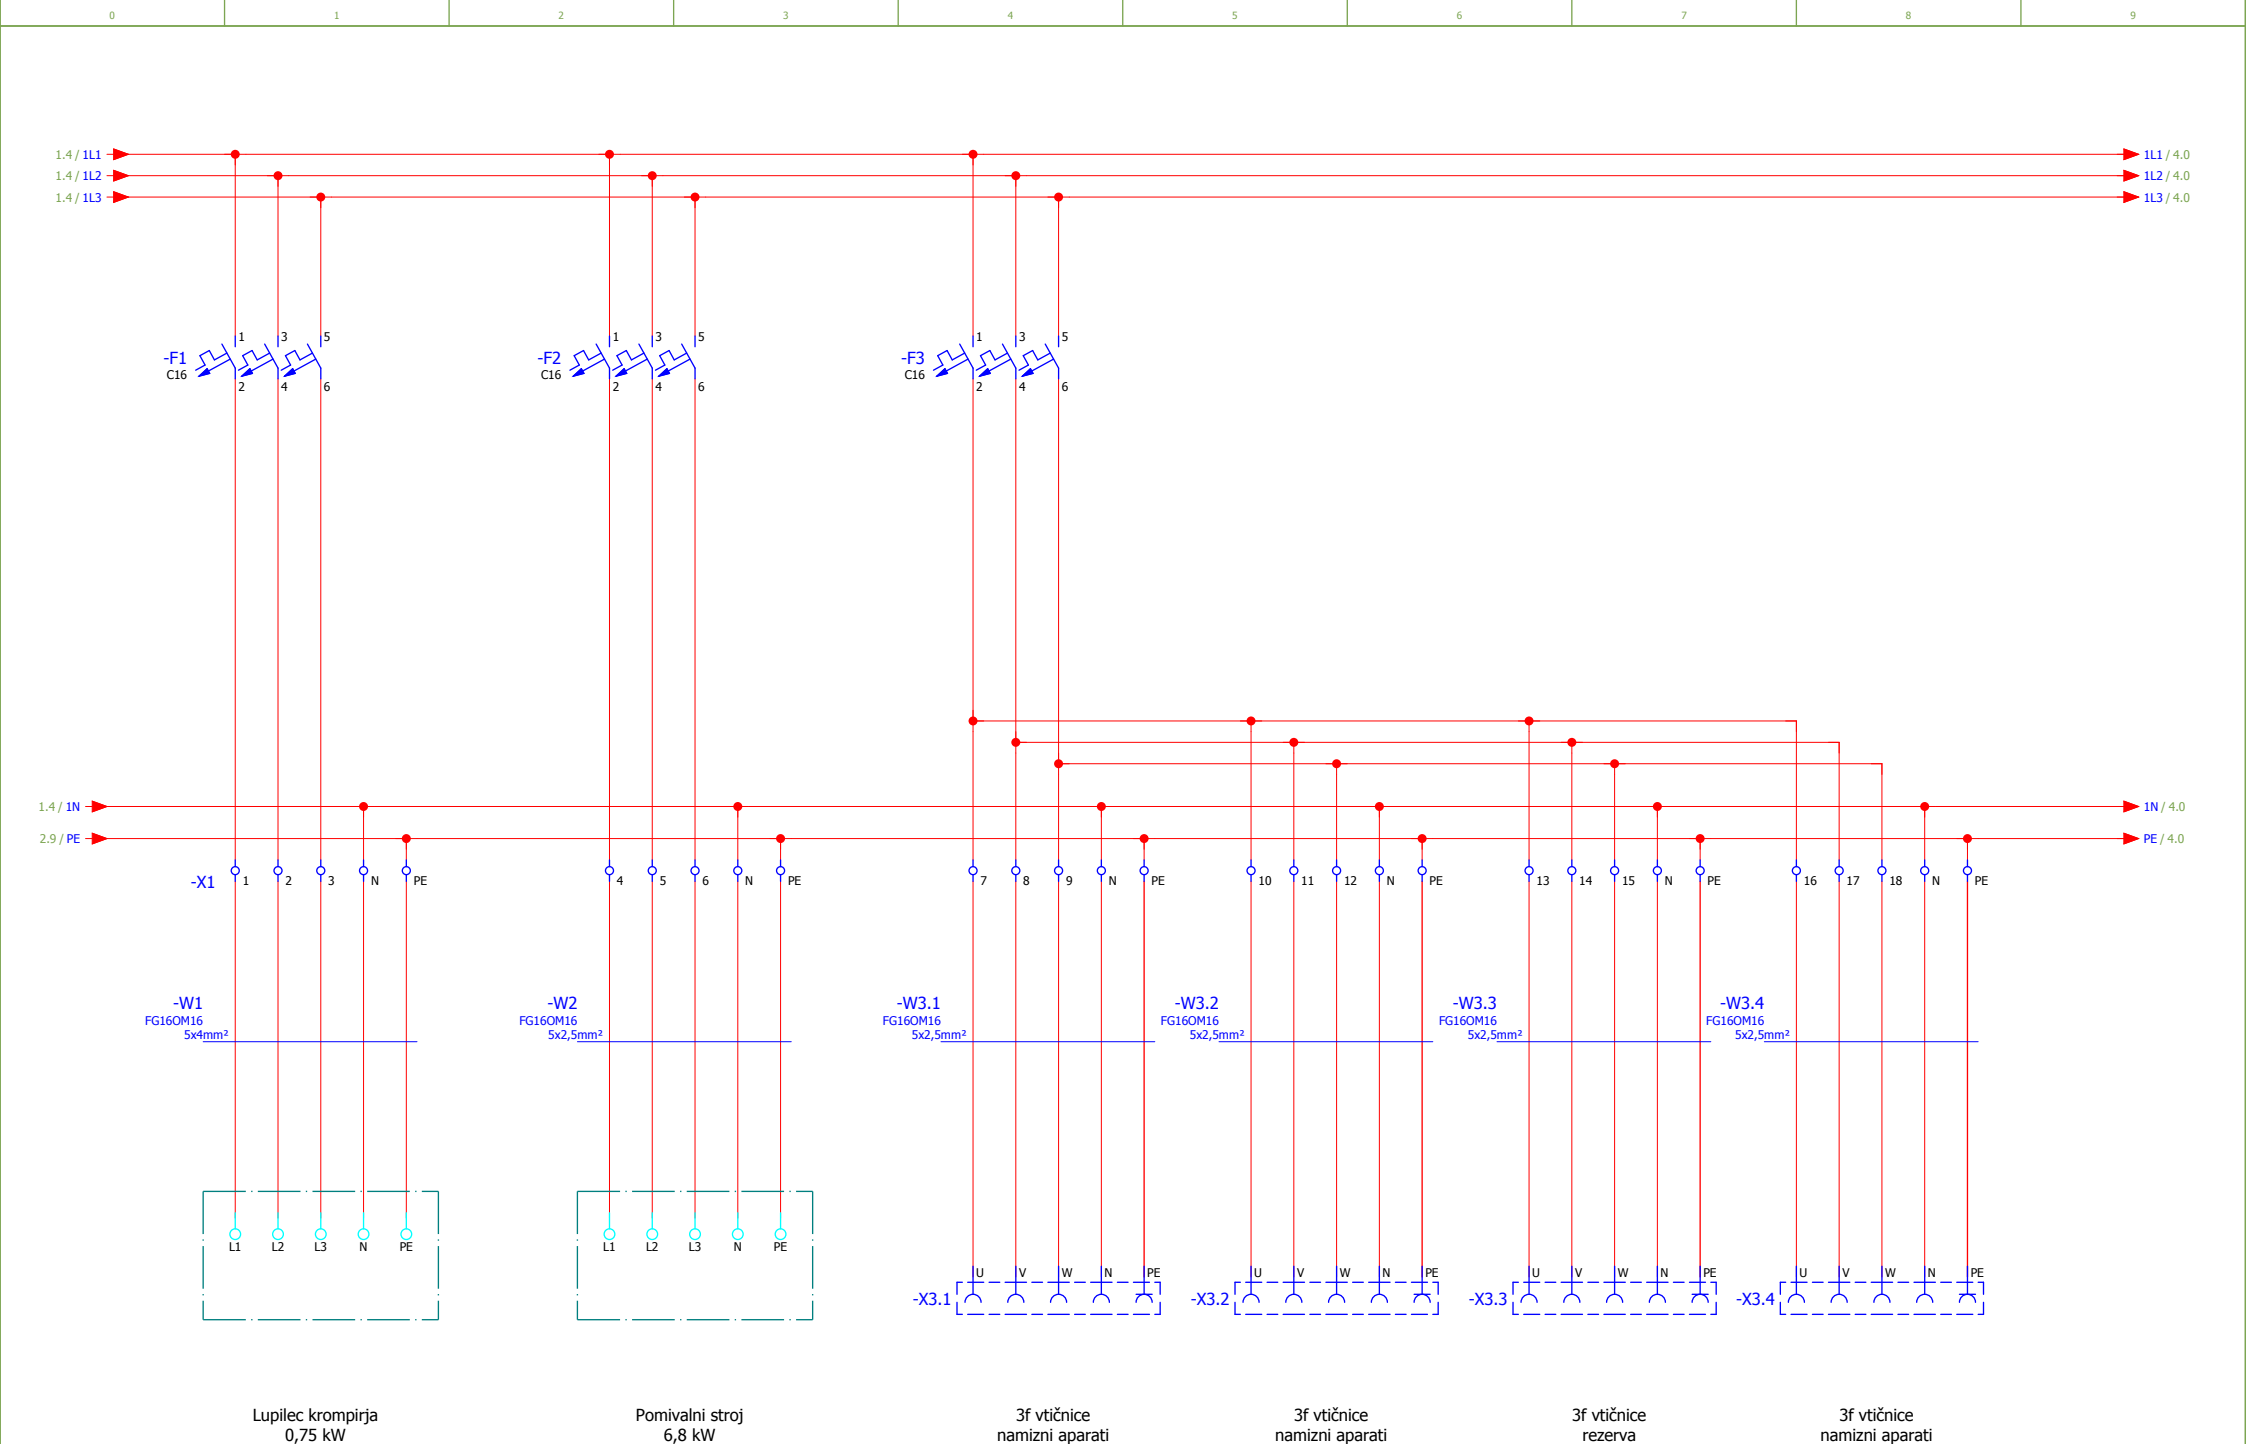 0 1 2 3 4 5 6 7 8 9
1.4 / 1L1 1L1 / 4.0
1.4 / 1L2 1L2 / 4.0
1.4 / 1L3 1L3 / 4.0
1 3 5 1 3 5 1 3 5
-F1 -F2 -F3
C16 C16 C16
2 4 6 2 4 6 2 4 6
1.4 / 1N 1N / 4.0
2.9 / PE PE / 4.0
-X1 1 2 3 N PE 4 5 6 N PE 7 8 9 N PE 10 11 12 N PE 13 14 15 N PE 16 17 18 N PE
-W1 -W2 -W3.1 -W3.2 -W3.3 -W3.4
FG16OM16 FG16OM16 FG16OM16 FG16OM16 FG16OM16 FG16OM16
5x4mm² 5x2,5mm² 5x2,5mm² 5x2,5mm² 5x2,5mm² 5x2,5mm²
L1 L2 L3 N PE L1 L2 L3 N PE
U V W N PE U V W N PE U V W N PE U V W N PE
-X3.1 -X3.2 -X3.3 -X3.4
Lupilec krompirja Pomivalni stroj 3f vtičnice 3f vtičnice 3f vtičnice 3f vtičnice
0,75 kW 6,8 kW namizni aparati namizni aparati rezerva namizni aparati